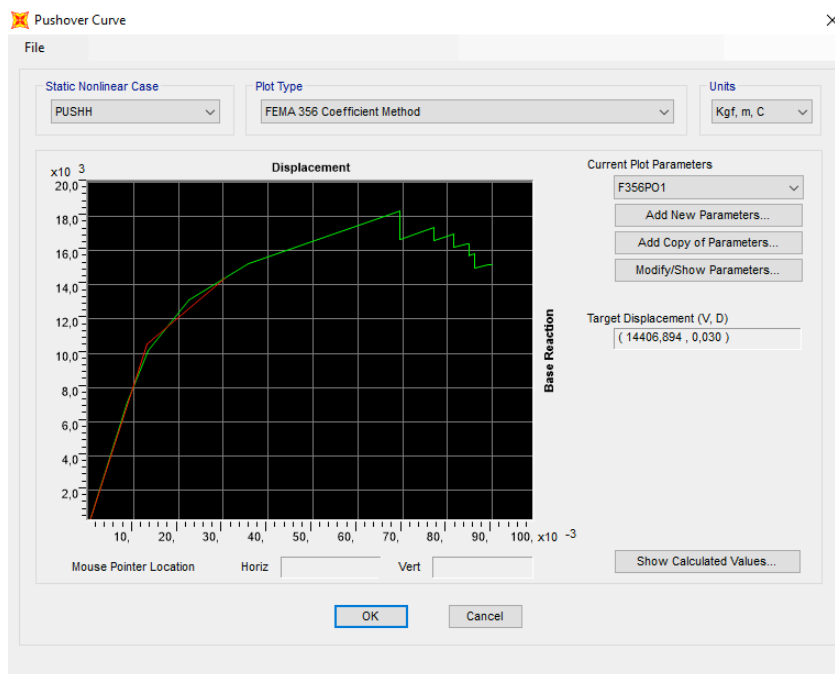 Pushover Curve
File
Static Nonlinear Case
PUSHH
Plot Type
FEMA 356 Coefficient Method
Units
Kgf, m, C
x10 3
Displacement
20,0
18,0
16,0
14,0
12,0
10,0
8,0
6,0
4,0
2,0
10, 20, 30, 40, 50, 60, 70, 80, 90, 100, x10 -3
Base Reaction
Mouse Pointer Location Horiz Vert
Current Plot Parameters
F356PO1
Add New Parameters...
Add Copy of Parameters...
Modify/Show Parameters...
Target Displacement (V, D)
( 14406,894 , 0,030 )
Show Calculated Values...
OK Cancel